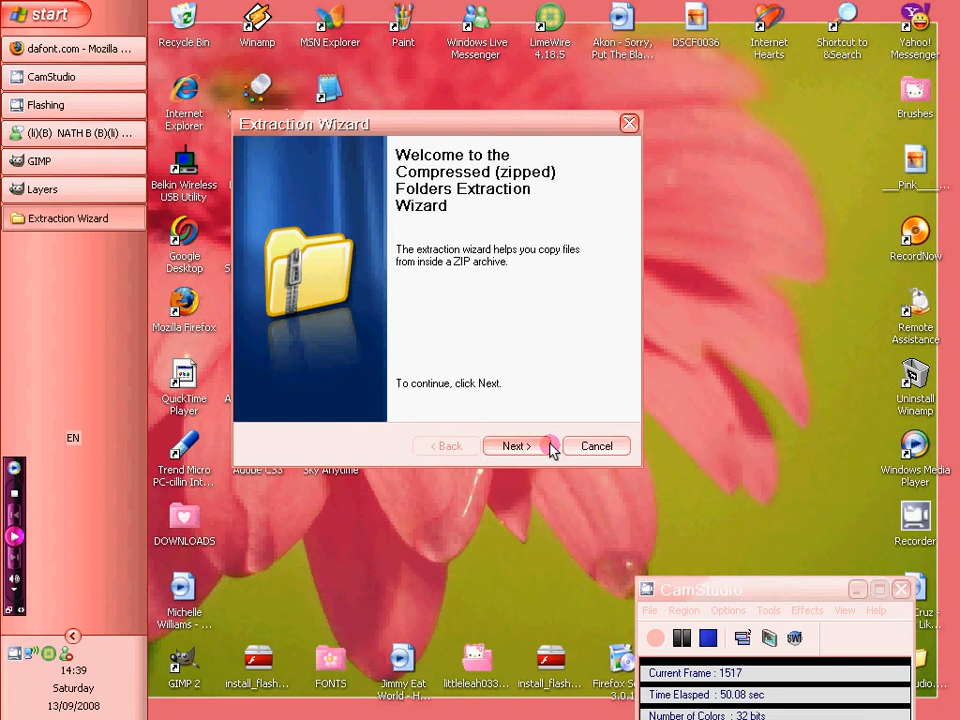 start
dafont.com - Mozilla ...
CamStudio
Flashing
(li)(B) NATH B (B)(li) ...
GIMP
Layers
Extraction Wizard
EN
14:39
Saturday
13/09/2008
Recycle Bin
Winamp
MSN Explorer
Paint
Windows Live
Messenger
LimeWire
4.18.5
Akon - Sorry,
Put The Bla...
DSCF0036
Internet
Hearts
Shortcut to
&Search
Yahoo!
Messenger
Internet
Explorer
Brushes
Belkin Wireless
USB Utility
__Pink____...
Google
Desktop
RecordNow
Mozilla Firefox
Remote
Assistance
QuickTime
Player
Uninstall
Winamp
Trend Micro
PC-cillin Int...
Adobe CS3
Sky Anytime
Windows Media
Player
DOWNLOADS
Recorder
Michelle
Williams - ...
GIMP 2
install_flash...
FONTS
Jimmy Eat
World - H...
littleleah033...
install_flash...
Firefox S
3.0.
Extraction Wizard
Welcome to the
Compressed (zipped)
Folders Extraction
Wizard
The extraction wizard helps you copy files
from inside a ZIP archive.
To continue, click Next.
< Back
Next >
Cancel
CamStudio
File Region Options Tools Effects View Help
SWF
Current Frame : 1517
Time Elasped : 50.08 sec
Number of Colors : 32 bits